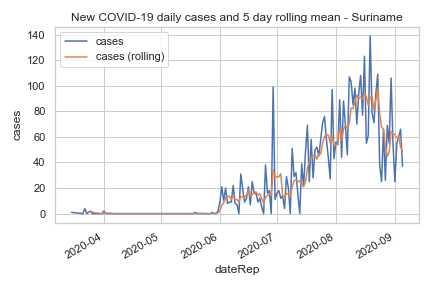 New COVID-19 daily cases and 5 day rolling mean - Suriname
cases
cases (rolling)
cases
140
120
100
80
60
40
20
0
2020-04
2020-05
2020-06
2020-07
2020-08
2020-09
dateRep